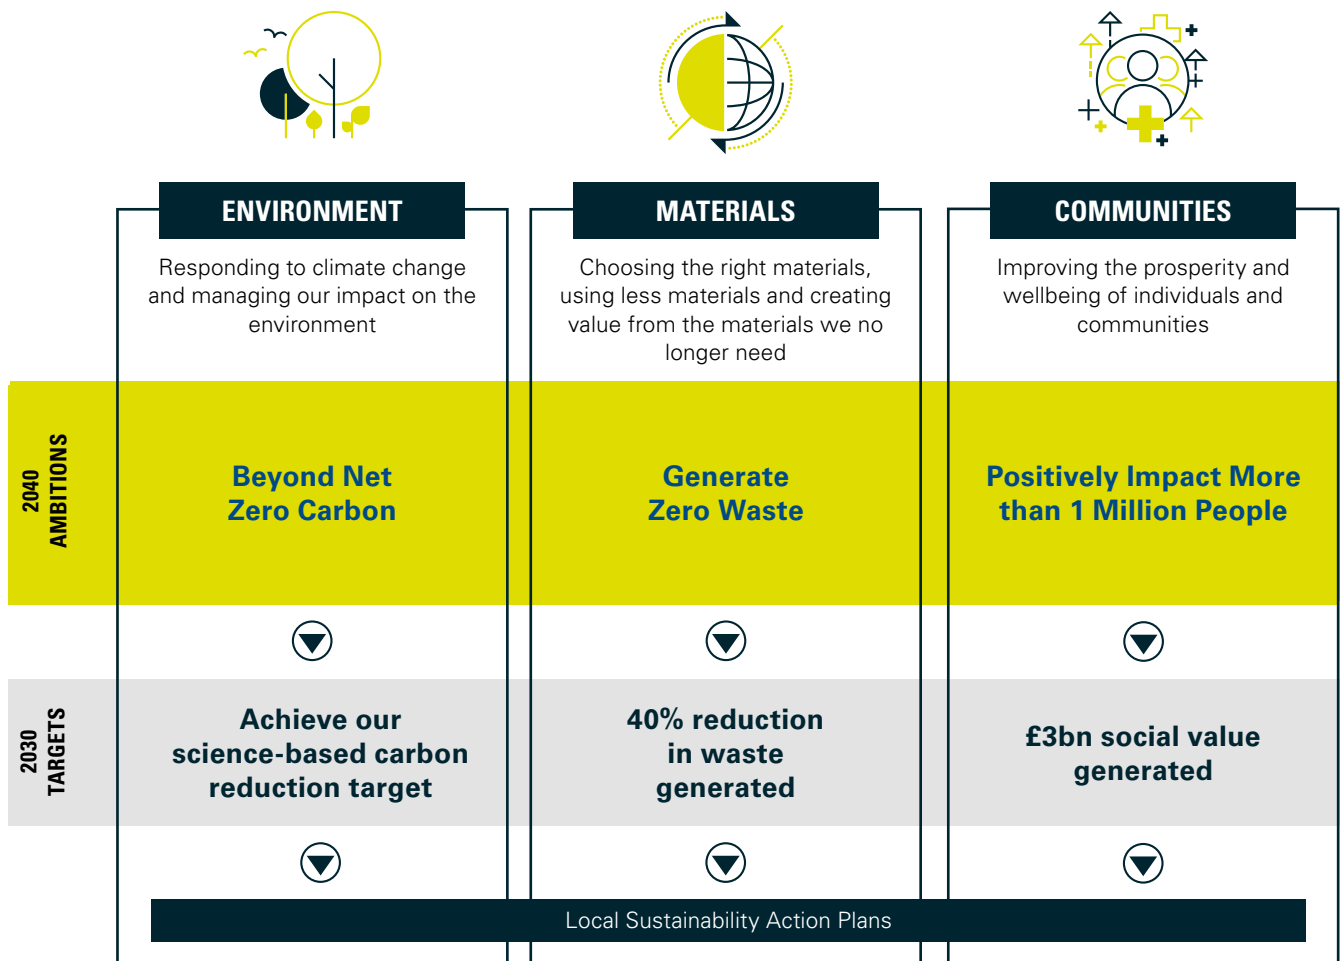 ENVIRONMENT
Responding to climate change
and managing our impact on the
environment
MATERIALS
Choosing the right materials,
using less materials and creating
value from the materials we no
longer need
COMMUNITIES
Improving the prosperity and
wellbeing of individuals and
communities
2040
AMBITIONS
Beyond Net
Zero Carbon
Generate
Zero Waste
Positively Impact More
than 1 Million People
2030
TARGETS
Achieve our
science-based carbon
reduction target
40% reduction
in waste
generated
£3bn social value
generated
Local Sustainability Action Plans